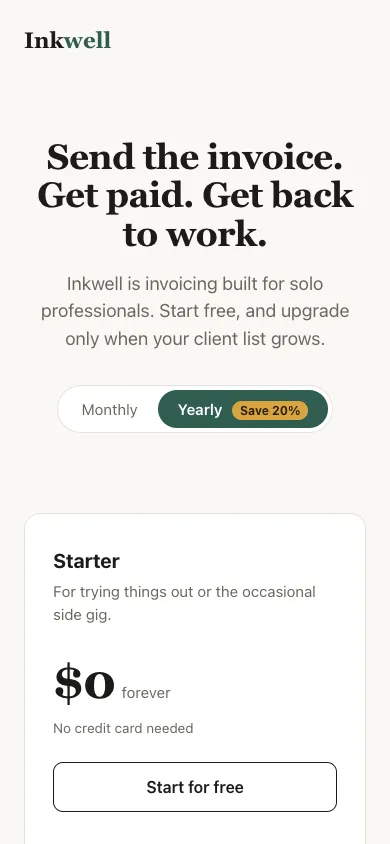 Inkwell
Send the invoice.
Get paid. Get back
to work.
Inkwell is invoicing built for solo
professionals. Start free, and upgrade
only when your client list grows.
Monthly Yearly Save 20%
Starter
For trying things out or the occasional
side gig.
$0 forever
No credit card needed
Start for free